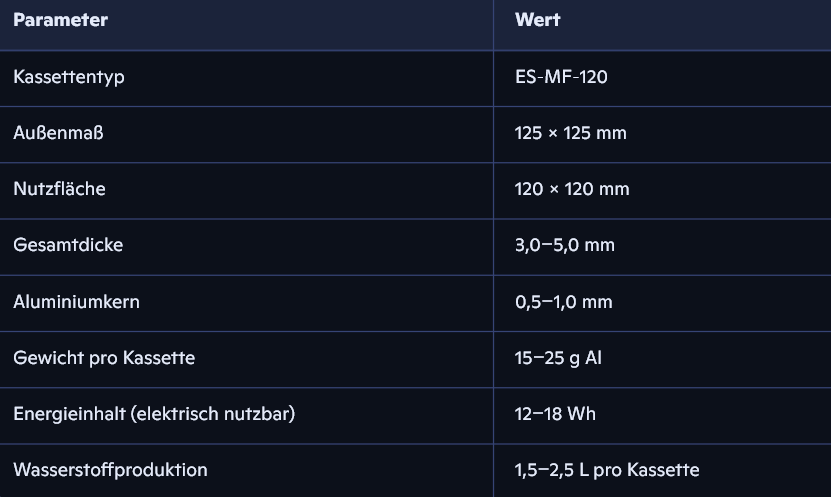 Parameter Wert
Kassettentyp ES-MF-120
Außenmaß 125 × 125 mm
Nutzfläche 120 × 120 mm
Gesamtdicke 3,0–5,0 mm
Aluminiumkern 0,5–1,0 mm
Gewicht pro Kassette 15–25 g Al
Energieinhalt (elektrisch nutzbar) 12–18 Wh
Wasserstoffproduktion 1,5–2,5 L pro Kassette